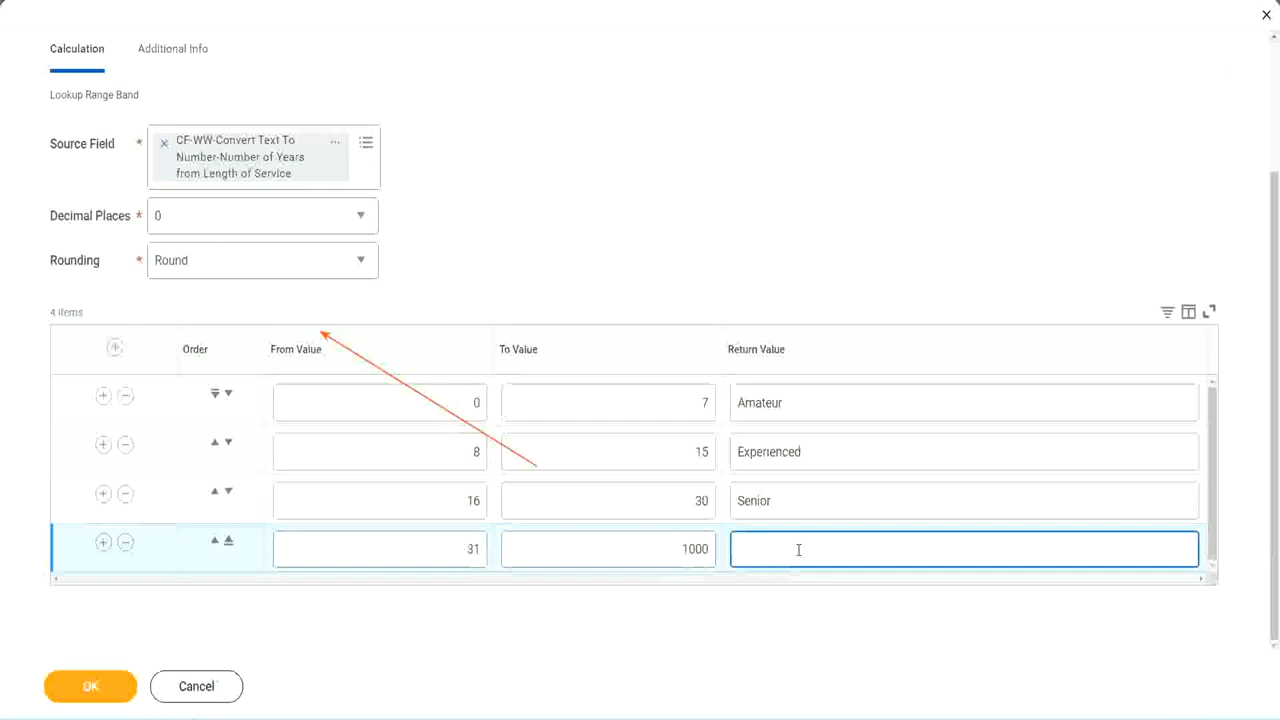 Calculation Additional Info
Lookup Range Band
Source Field * CF-WW-Convert Text To
Number-Number of Years
from Length of Service
Decimal Places * 0
Rounding * Round
4 items
Order From Value To Value Return Value
0 7 Amateur
8 15 Experienced
16 30 Senior
31 1000
OK Cancel